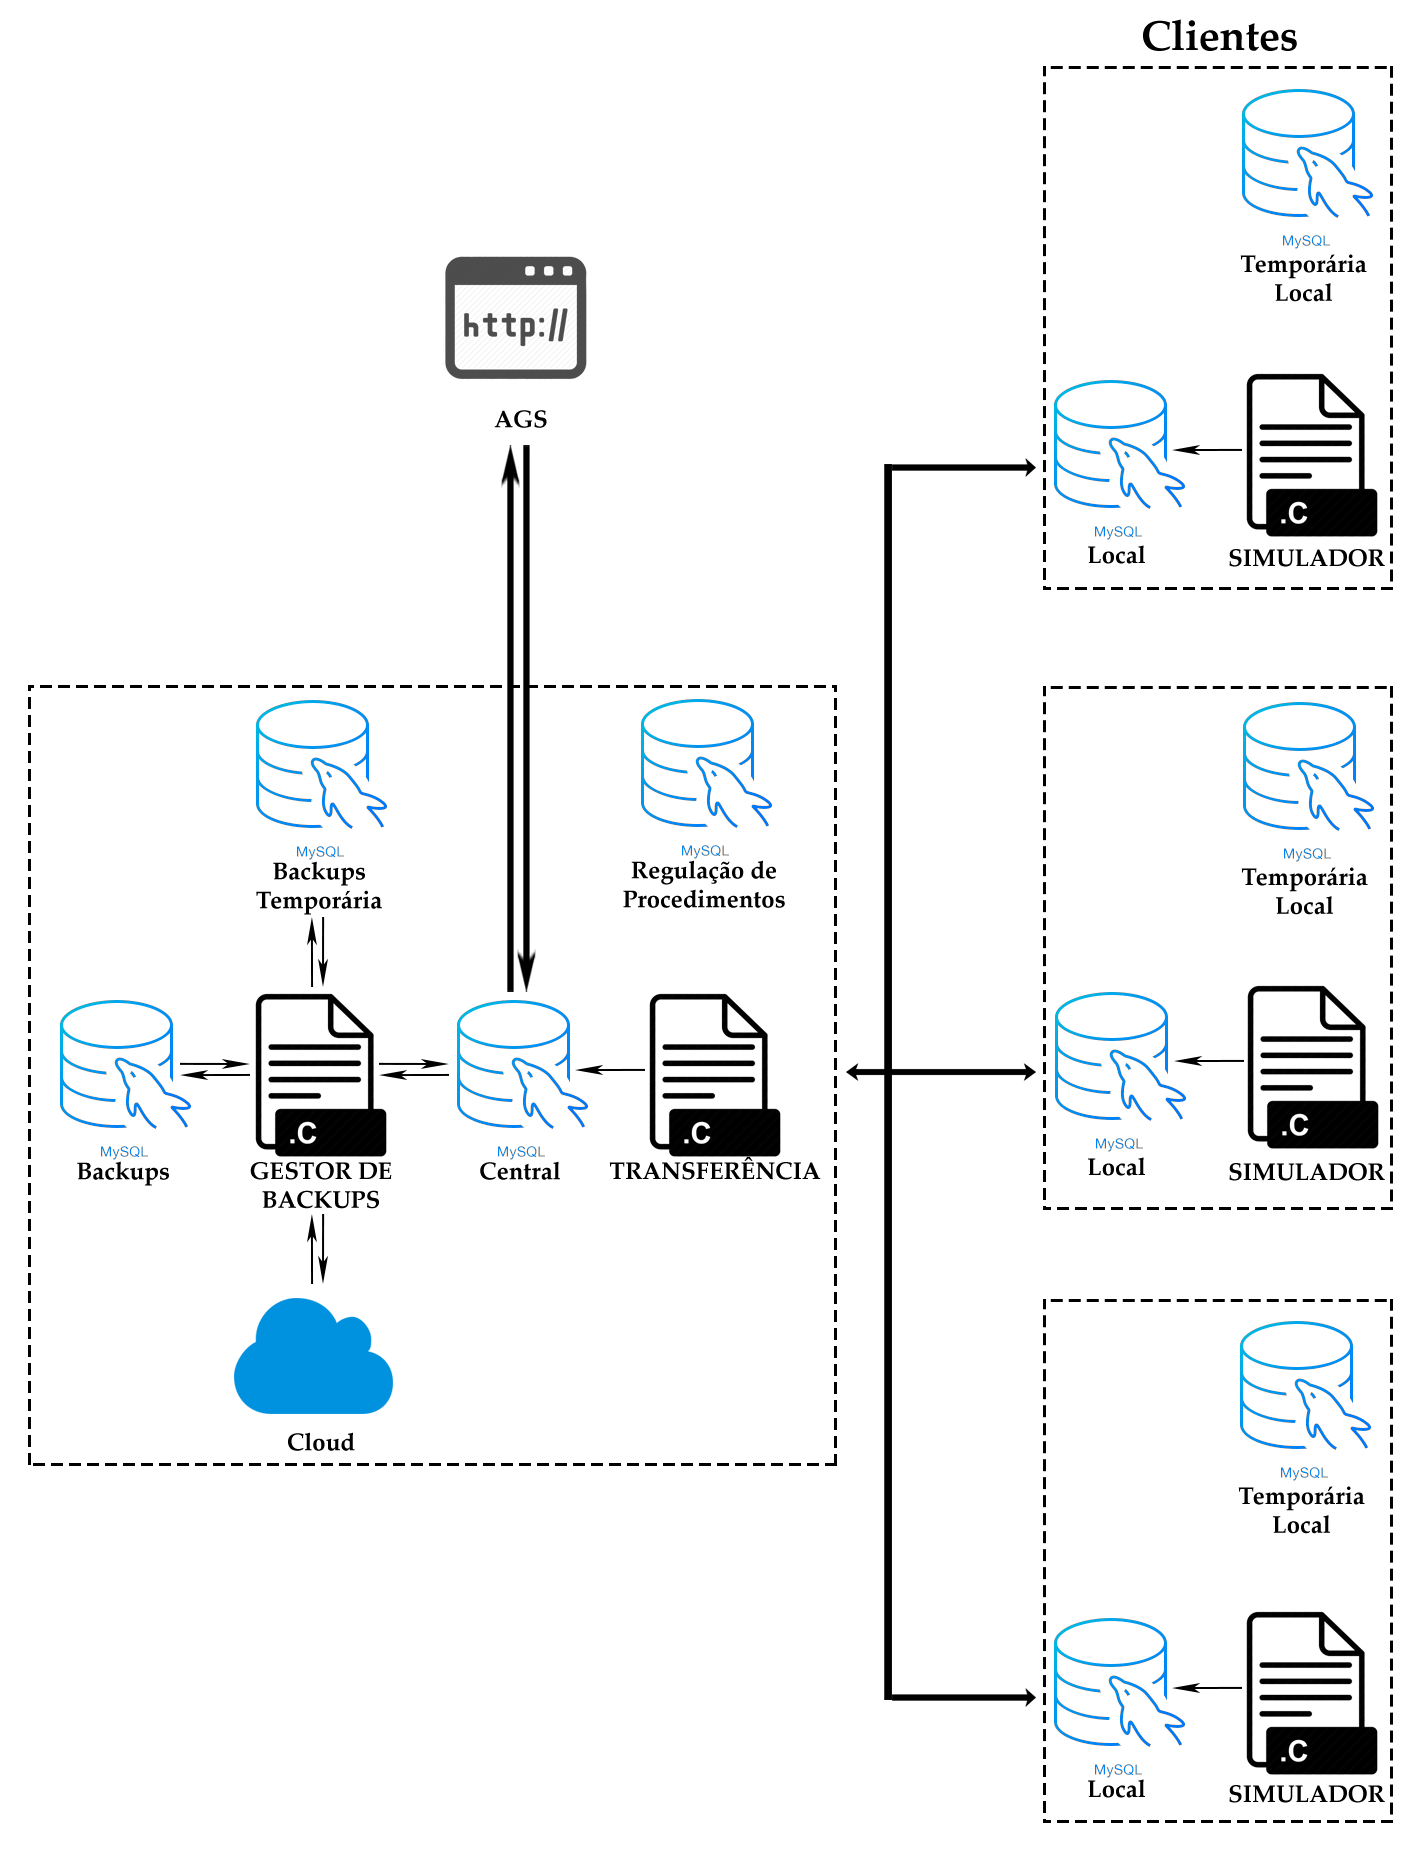 Clientes
MySQL
Temporária
Local
MySQL
Local
.C
SIMULADOR
http://
AGS
MySQL
Backups
Temporária
MySQL
Regulação de
Procedimentos
MySQL
Backups
.C
GESTOR DE
BACKUPS
MySQL
Central
.C
TRANSFERÊNCIA
Cloud
MySQL
Temporária
Local
MySQL
Local
.C
SIMULADOR
MySQL
Temporária
Local
MySQL
Local
.C
SIMULADOR